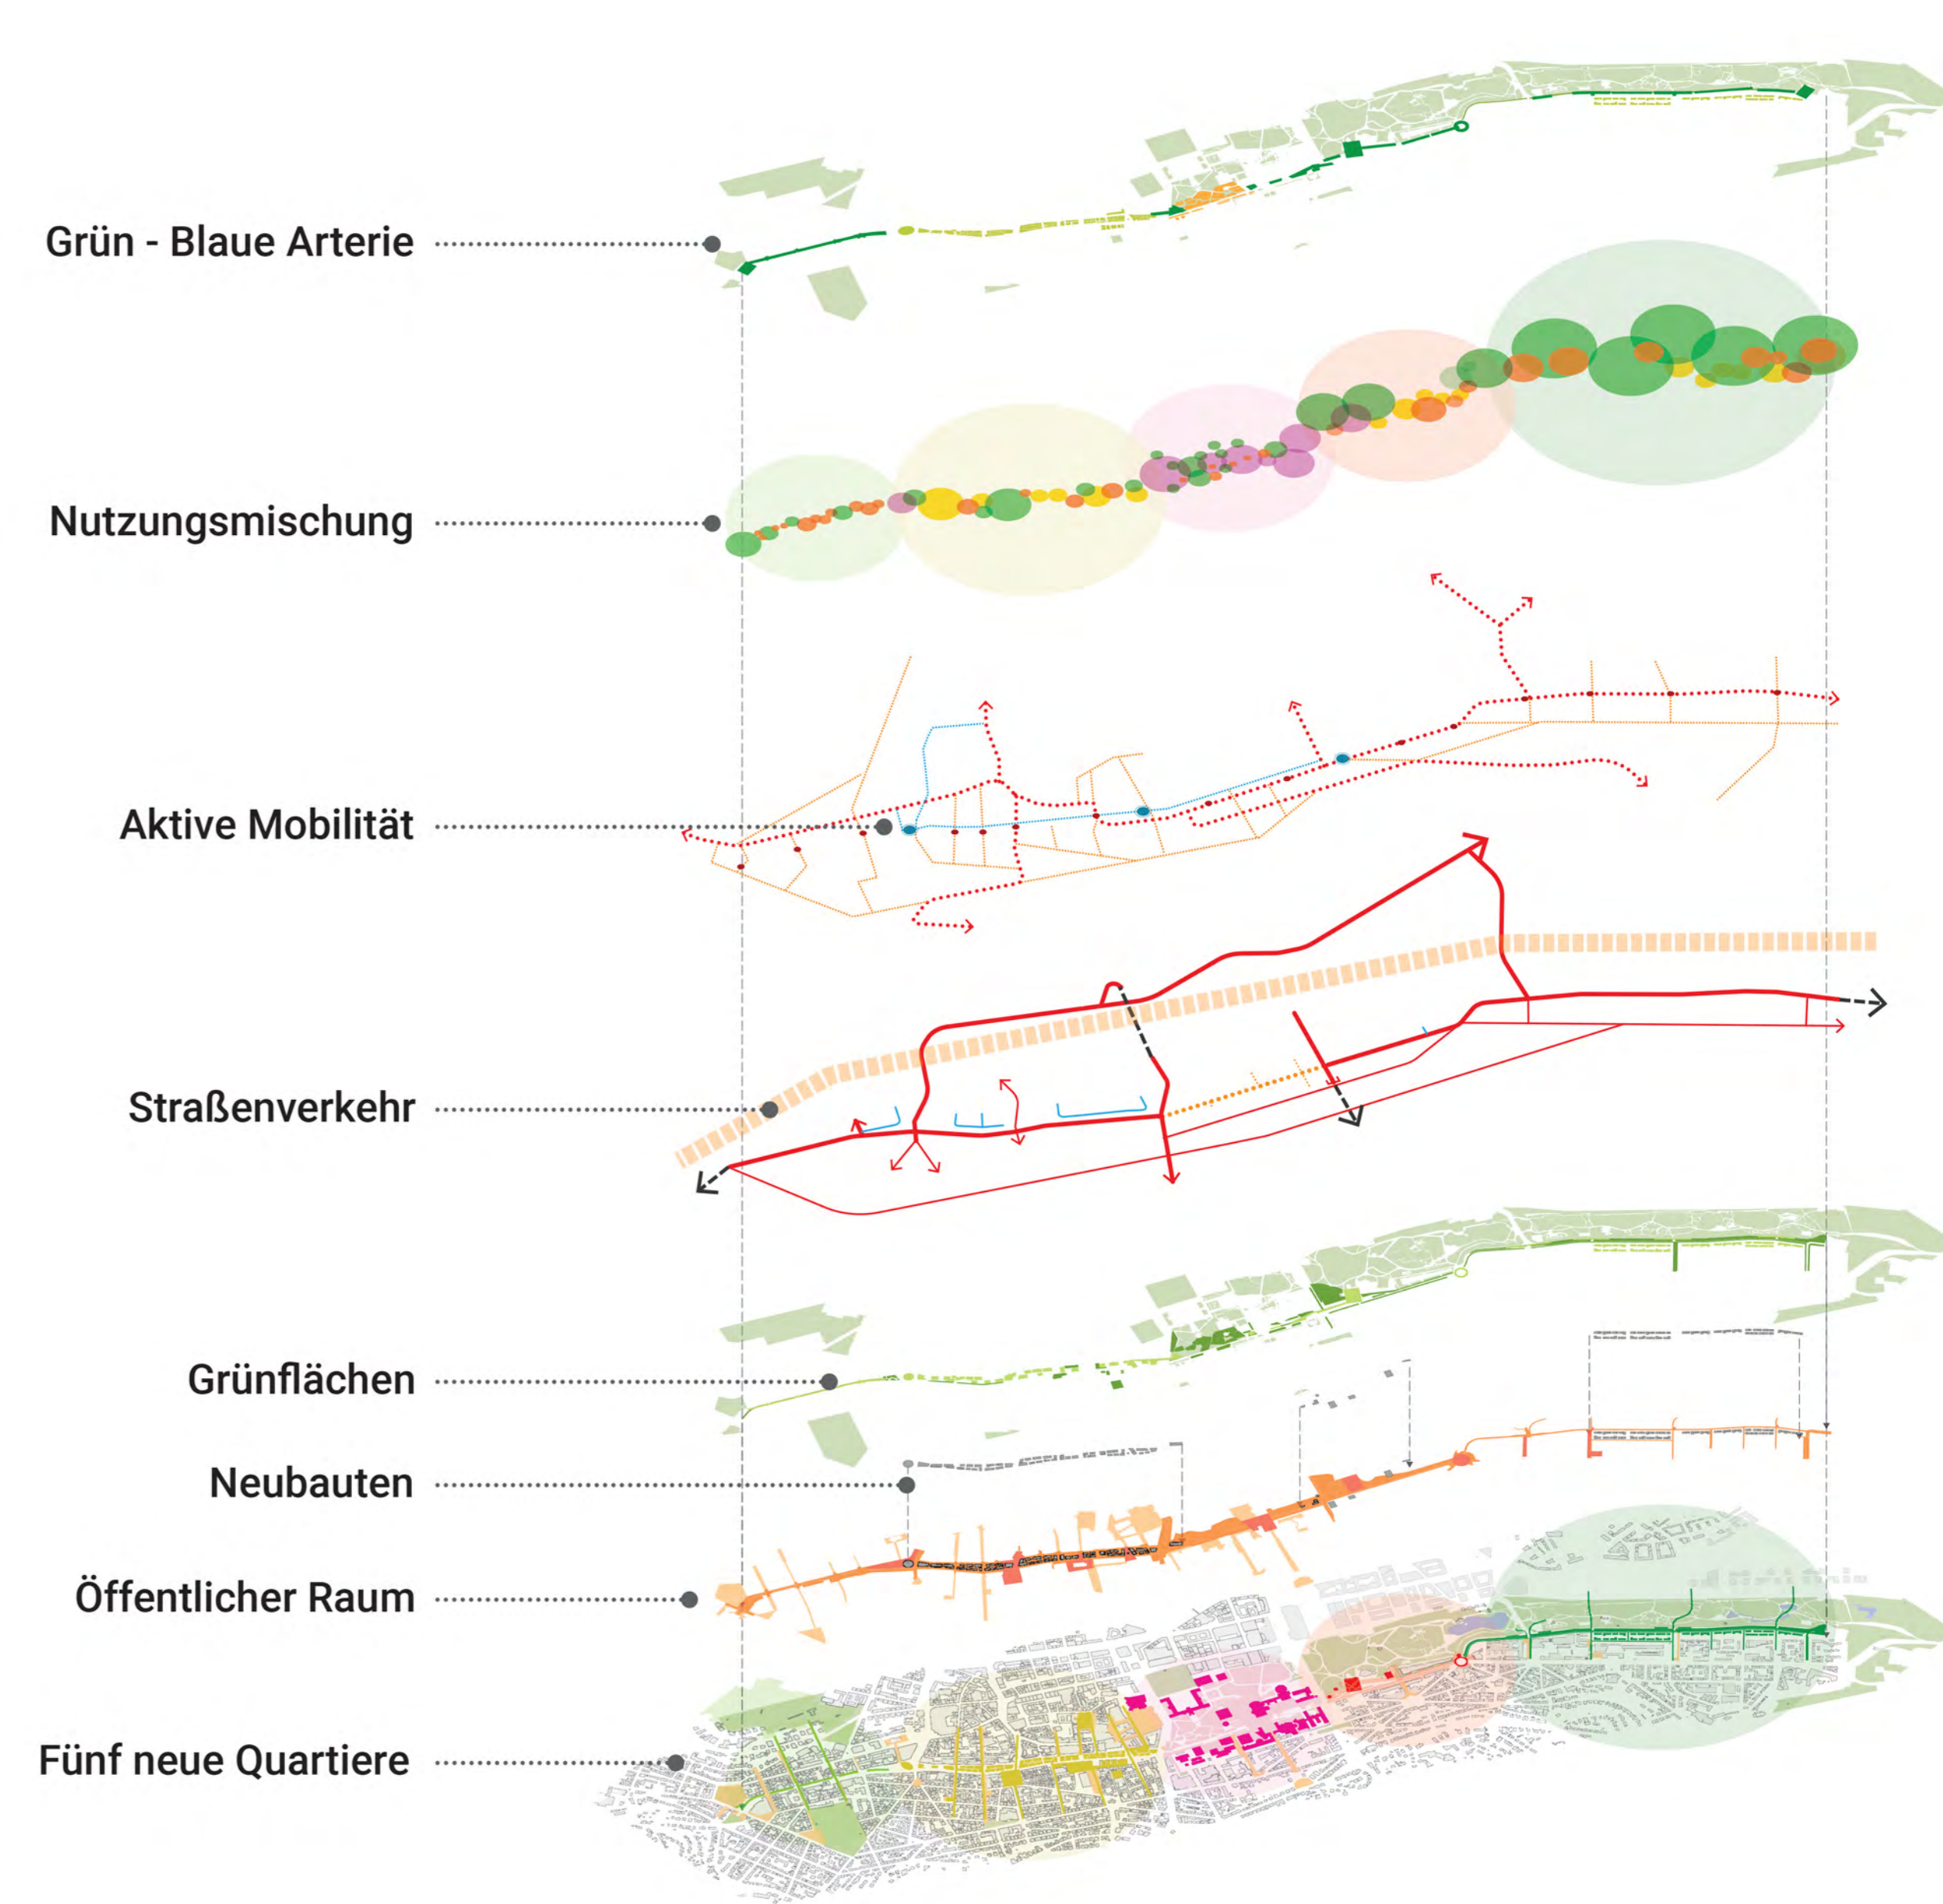 Grün - Blaue Arterie
Nutzungsmischung
Aktive Mobilität
Straßenverkehr
Grünflächen
Neubauten
Öffentlicher Raum
Fünf neue Quartiere